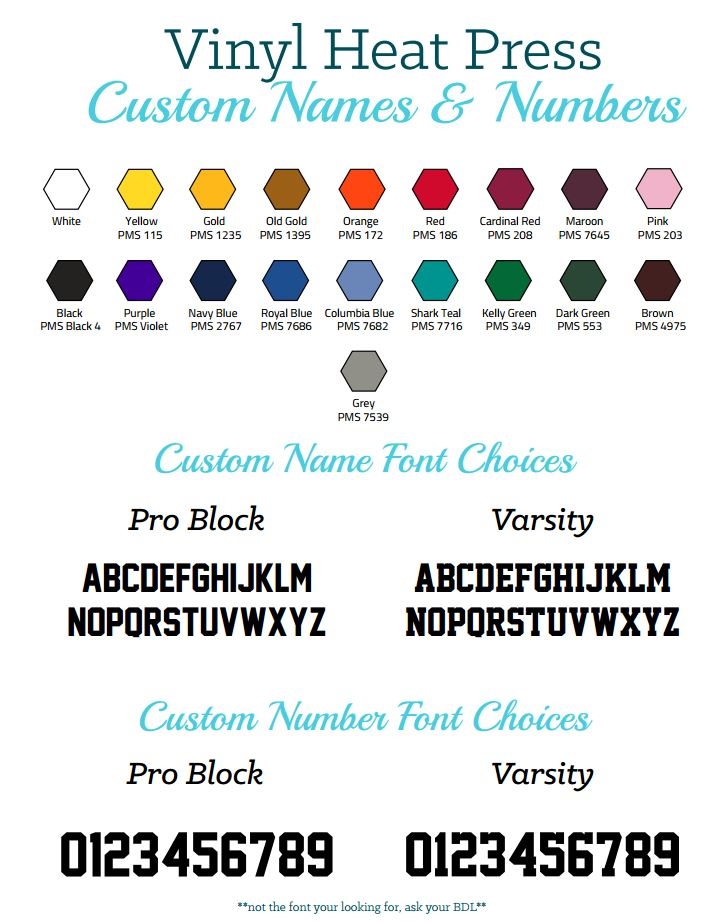 Vinyl Heat Press
Custom Names & Numbers
White Yellow Gold Old Gold Orange Red Cardinal Red Maroon Pink
PMS 115 PMS 1235 PMS 1395 PMS 172 PMS 186 PMS 208 PMS 7645 PMS 203
Black Purple Navy Blue Royal Blue Columbia Blue Shark Teal Kelly Green Dark Green Brown
PMS Black 4 PMS Violet PMS 2767 PMS 7686 PMS 7682 PMS 7716 PMS 349 PMS 553 PMS 4975
Grey
PMS 7539
Custom Name Font Choices
Pro Block Varsity
ABCDEFGHIJKLM ABCDEFGHIJKLM
NOPQRSTUVWXYZ NOPQRSTUVWXYZ
Custom Number Font Choices
Pro Block Varsity
0123456789 0123456789
**not the font your looking for, ask your BDL**